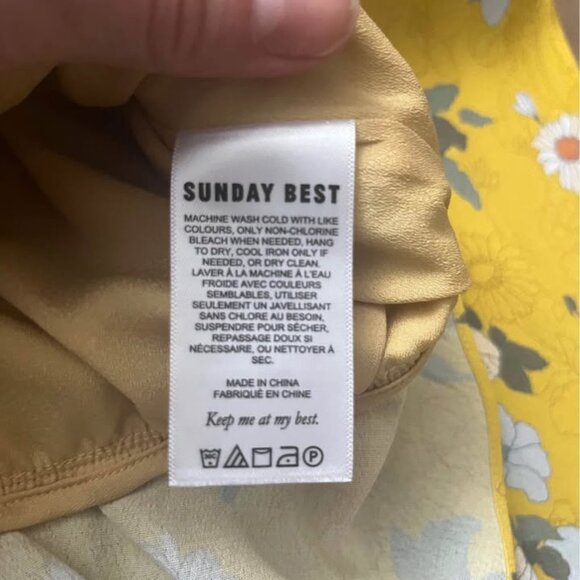 SUNDAY BEST
MACHINE WASH COLD WITH LIKE
COLOURS, ONLY NON-CHLORINE
BLEACH WHEN NEEDED, HANG
TO DRY, COOL IRON ONLY IF
NEEDED, OR DRY CLEAN.
LAVER À LA MACHINE À L'EAU
FROIDE AVEC COULEURS
SEMBLABLES, UTILISER
SEULEMENT UN JAVELLISANT
SANS CHLORE AU BESOIN,
SUSPENDRE POUR SÉCHER,
REPASSAGE DOUX SI
NÉCESSAIRE, OU NETTOYER À
SEC.
MADE IN CHINA
FABRIQUÉ EN CHINE
Keep me at my best.
30C P